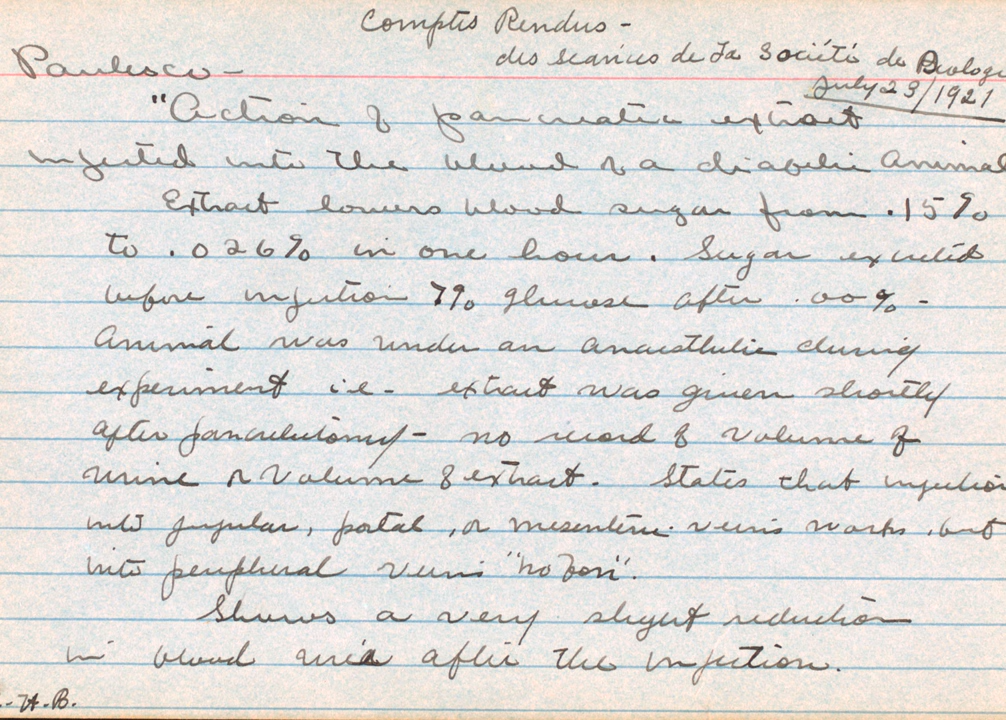 Comptes Rendus -
des seances de La Société de Biologie
Paulesco -
July 23/1921
"Action of pancreatic extract
injected into the blood of a diabetic animal
Extract lowers blood sugar from .15%
to .026% in one hour. Sugar excreted
before injection 7% glucose after .00% -
Animal was under an anaesthetic during
experiment i.e - extract was given shortly
after pancreatectomy - no record of volume of
urine or volume of extract. States that injection
into jugular, portal, or mesenteric veins works, but
into peripheral veins "no bon".
Shows a very slight reduction
in blood urea after the injection.
.-H.B.